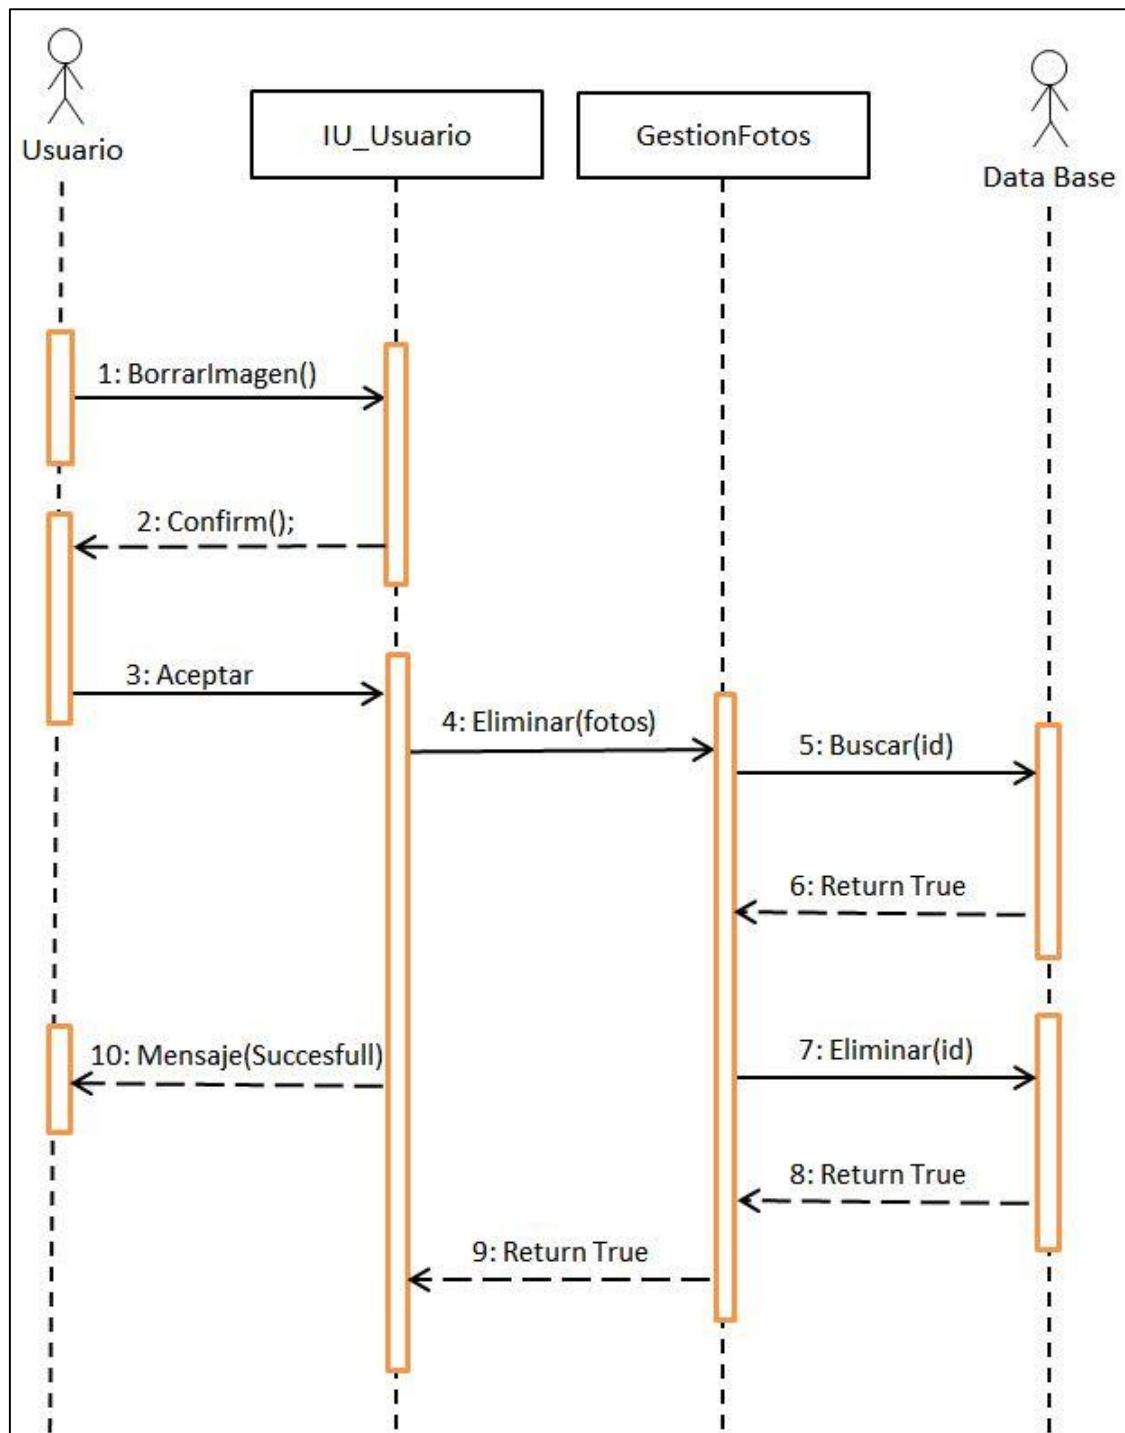 Usuario
IU_Usuario
GestionFotos
Data Base
1: BorrarImagen()
2: Confirm();
3: Aceptar
4: Eliminar(fotos)
5: Buscar(id)
6: Return True
10: Mensaje(Succesfull)
7: Eliminar(id)
8: Return True
9: Return True